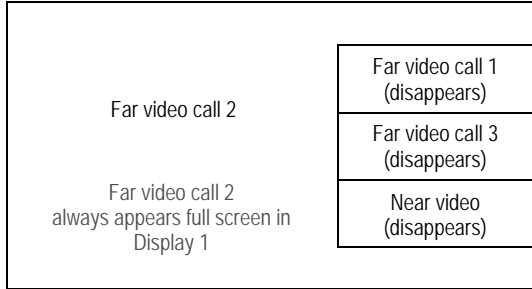 Far video call 2
Far video call 2
always appears full screen in
Display 1
Far video call 1
(disappears)
Far video call 3
(disappears)
Near video
(disappears)